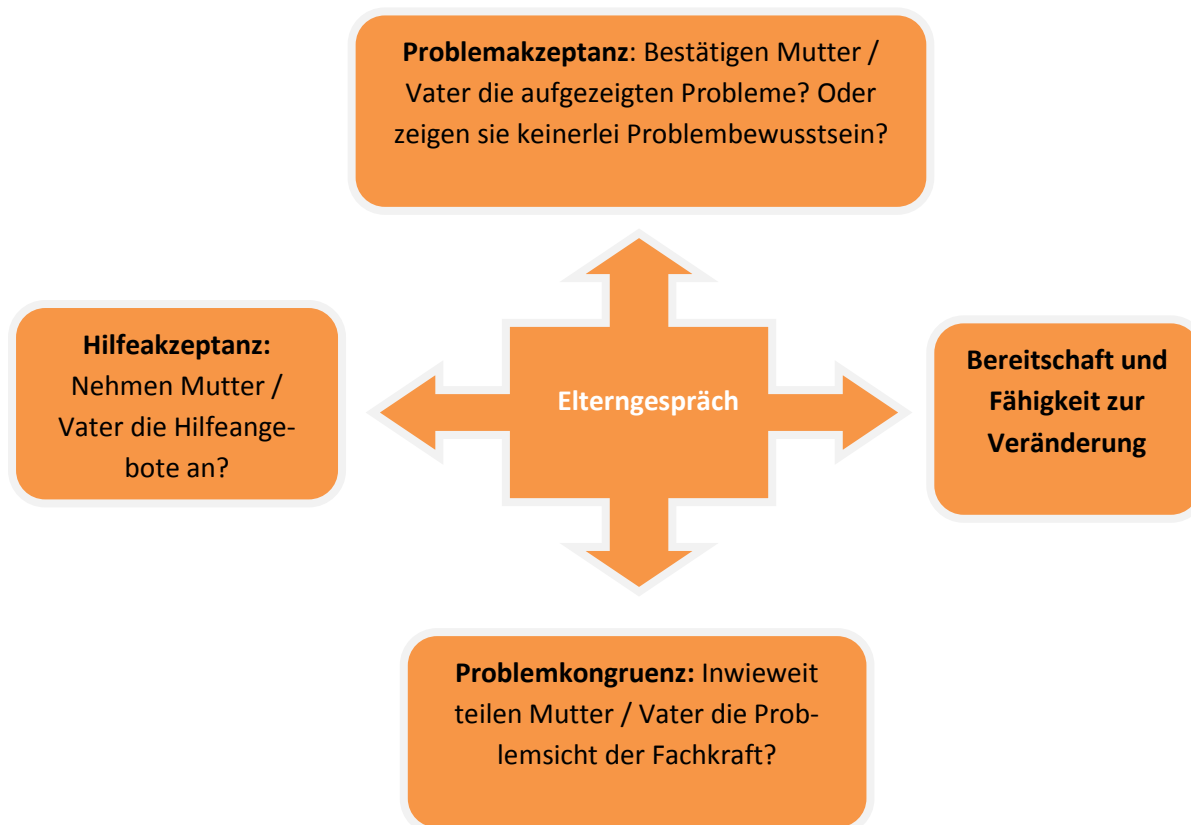 Problemakzeptanz: Bestätigen Mutter /
Vater die aufgezeigten Probleme? Oder
zeigen sie keinerlei Problembewusstsein?
Hilfeakzeptanz:
Nehmen Mutter /
Vater die Hilfeange-
bote an?
Elterngespräch
Bereitschaft und
Fähigkeit zur
Veränderung
Problemkongruenz: Inwieweit
teilen Mutter / Vater die Prob-
lemsicht der Fachkraft?